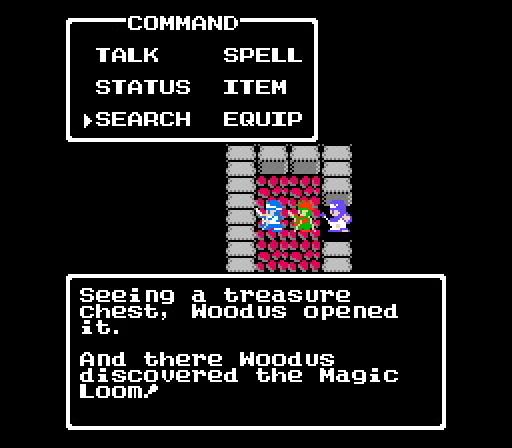 COMMAND
TALK SPELL
STATUS ITEM
SEARCH EQUIP
Seeing a treasure
chest, Woodus opened
it.
And there Woodus
discovered the Magic
Loom!